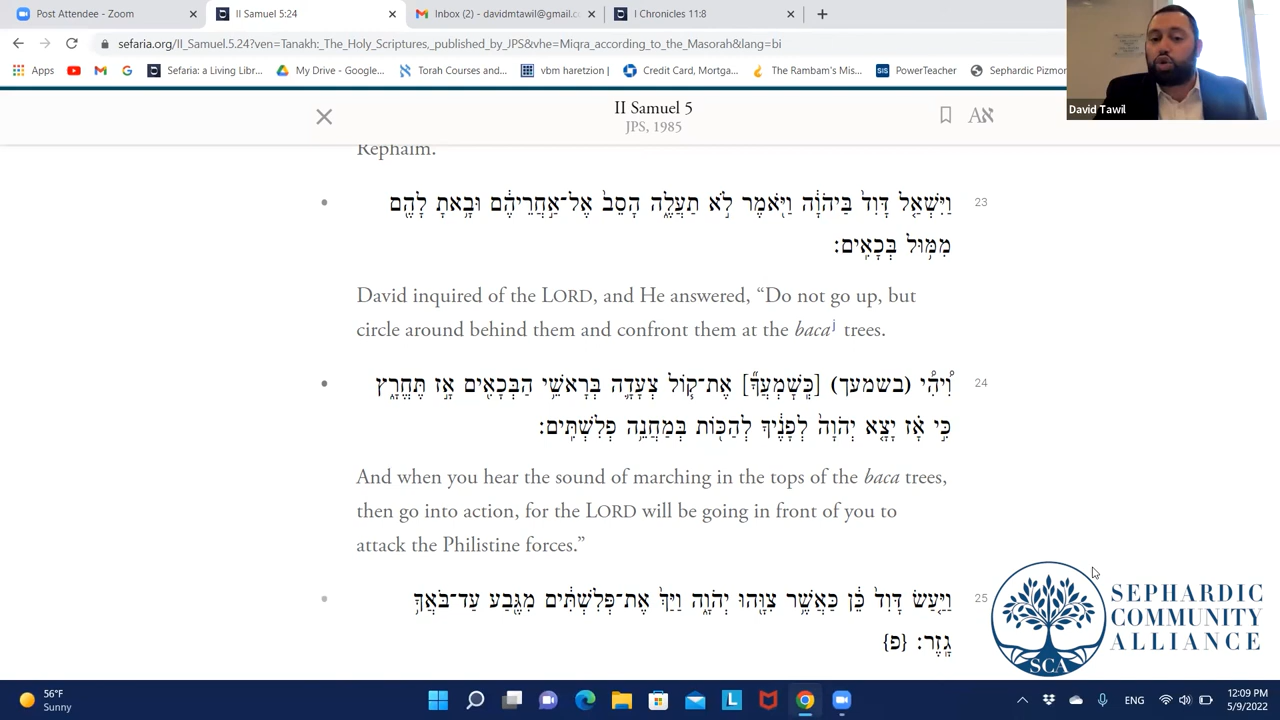 Post Attendee - Zoom
II Samuel 5:24
Inbox (2) - davidmtawil@gmail.c
I Chronicles 11:8
sefaria.org/II_Samuel.5.24?ven=Tanakh:_The_Holy_Scriptures,_published_by_JPS&vhe=Miqra_according_to_the_Masorah&lang=bi
Apps
Sefaria: a Living Libr...
My Drive - Google...
Torah Courses and...
vbm haretzion
Credit Card, Mortga...
The Rambam's Mis...
SIS
PowerTeacher
Sephardic Pizmon
David Tawil
II Samuel 5
JPS, 1985
Rephaim.
23
וַיִּשְׁאַ֤ל דָּוִד֙ בַּיהֹוָ֔ה וַיֹּ֖אמֶר לֹ֣א תַעֲלֶ֑ה הָסֵב֙ אֶל־אַ֣חֲרֵיהֶ֔ם וּבָ֥אתָ לָהֶ֖ם
מִמּ֥וּל בְּכָאִֽים׃
David inquired of the LORD, and He answered, “Do not go up, but
circle around behind them and confront them at the baca j trees.
24
וִ֠יהִ֠י (בשמעך) [כְּֽשׇׁמְעֲךָ֞] אֶת־ק֧וֹל צְעָדָ֛ה בְּרָאשֵׁ֥י הַבְּכָאִ֖ים אָ֣ז תֶּחֱרָ֑ץ
כִּ֣י אָ֗ז יָצָ֤א יְהֹוָה֙ לְפָנֶ֔יךָ לְהַכּ֖וֹת בְּמַחֲנֵ֥ה פְלִשְׁתִּֽים׃
And when you hear the sound of marching in the tops of the baca trees,
then go into action, for the LORD will be going in front of you to
attack the Philistine forces.”
25
וַיַּ֤עַשׂ דָּוִד֙ כֵּ֔ן כַּאֲשֶׁ֥ר צִוָּ֖הוּ יְהֹוָ֑ה וַיַּךְ֙ אֶת־פְּלִשְׁתִּ֔ים מִגֶּ֖בַע עַד־בֹּאֲךָ֥
גָֽזֶר׃ {פ}
SEPHARDIC
COMMUNITY
ALLIANCE
SCA
56°F
Sunny
ENG
12:09 PM
5/9/2022